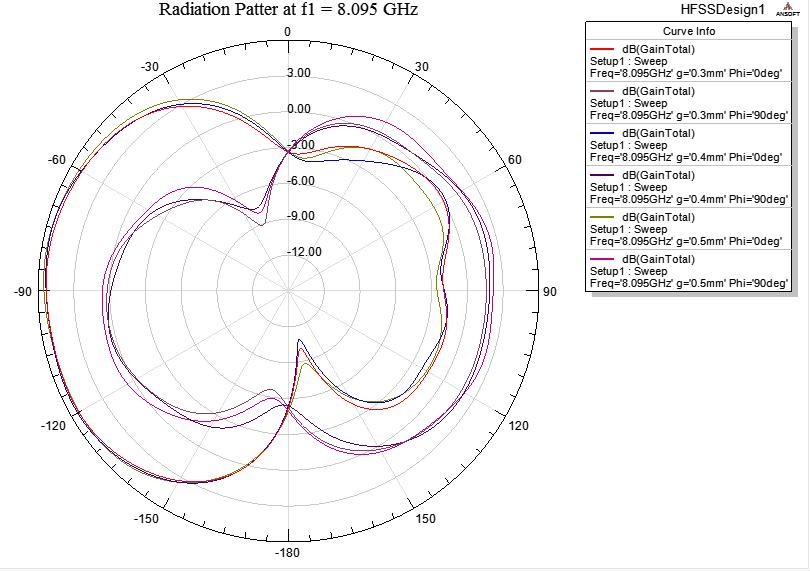 Radiation Patter at f1 = 8.095 GHz
HFSSDesign1
ANSOFT
Curve Info
dB(GainTotal)
Setup1 : Sweep
Freq='8.095GHz' g='0.3mm' Phi='0deg'
dB(GainTotal)
Setup1 : Sweep
Freq='8.095GHz' g='0.3mm' Phi='90deg'
dB(GainTotal)
Setup1 : Sweep
Freq='8.095GHz' g='0.4mm' Phi='0deg'
dB(GainTotal)
Setup1 : Sweep
Freq='8.095GHz' g='0.4mm' Phi='90deg'
dB(GainTotal)
Setup1 : Sweep
Freq='8.095GHz' g='0.5mm' Phi='0deg'
dB(GainTotal)
Setup1 : Sweep
Freq='8.095GHz' g='0.5mm' Phi='90deg'
0
-30
30
3.00
0.00
-3.00
-60
60
-6.00
-9.00
-12.00
-90
90
-120
120
-150
150
-180